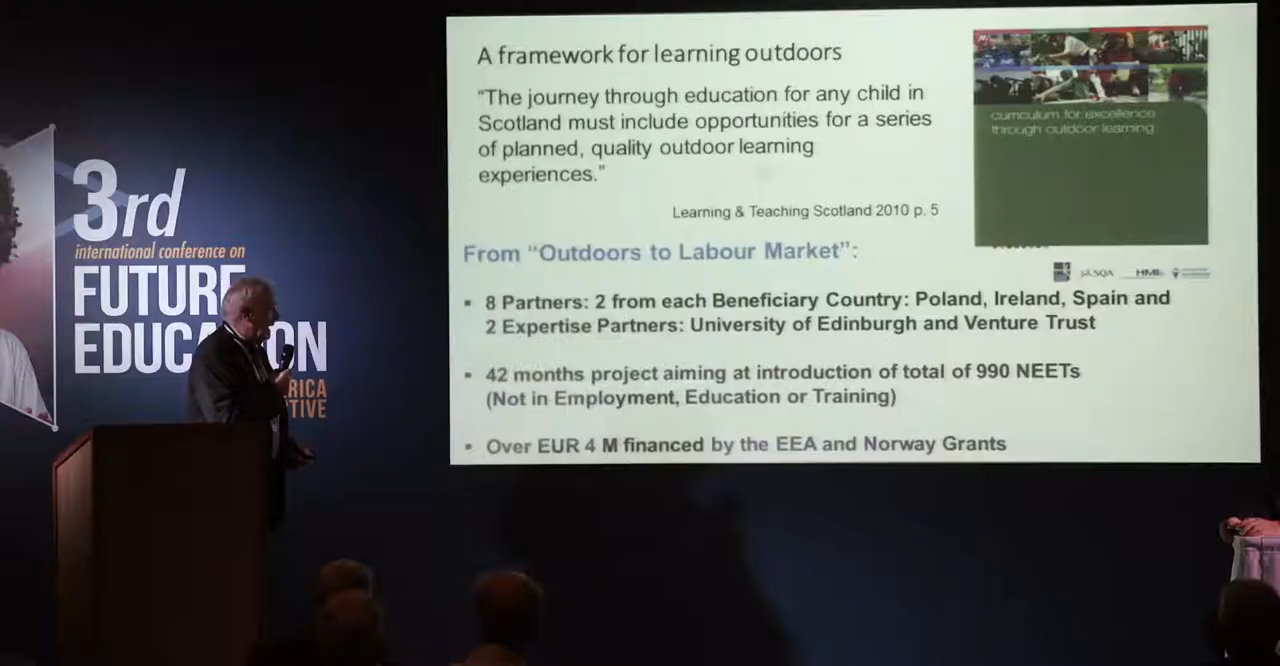 3rd
international conference on
FUTURE
EDUC ON
RICA
TIVE
A framework for learning outdoors
“The journey through education for any child in
Scotland must include opportunities for a series
of planned, quality outdoor learning
experiences.”
Learning & Teaching Scotland 2010 p. 5
curriculum for excellence
through outdoor learning
HMI
From “Outdoors to Labour Market”:
▪ 8 Partners: 2 from each Beneficiary Country: Poland, Ireland, Spain and
2 Expertise Partners: University of Edinburgh and Venture Trust
▪ 42 months project aiming at introduction of total of 990 NEETs
(Not in Employment, Education or Training)
▪ Over EUR 4 M financed by the EEA and Norway Grants